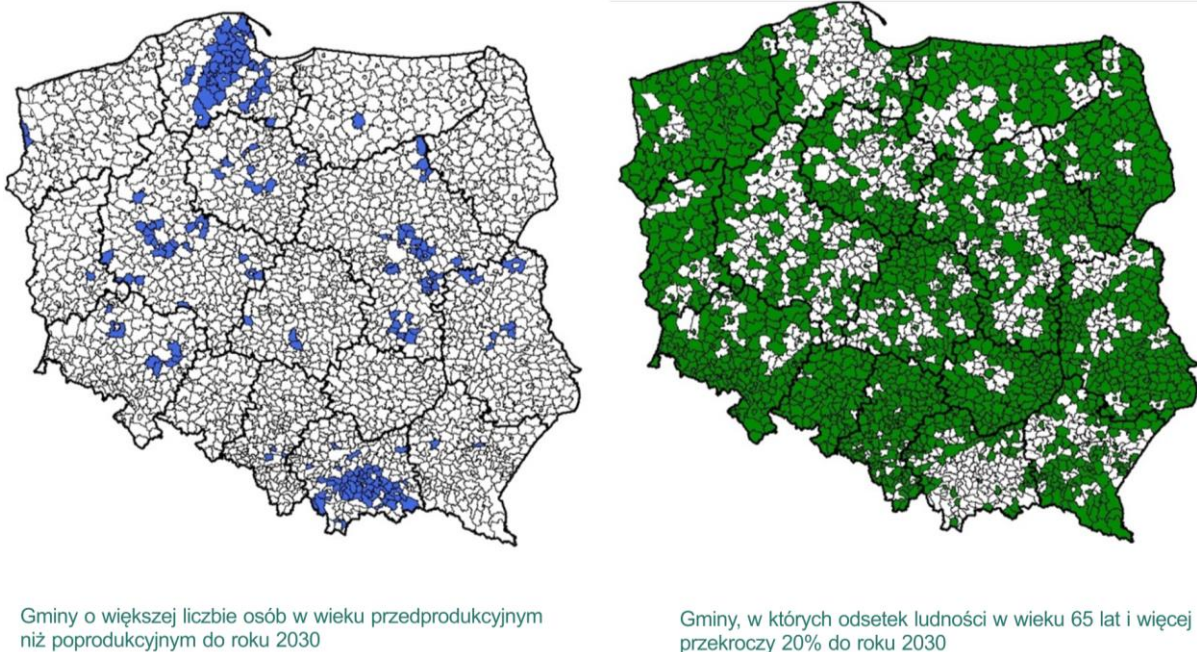 Gminy o większej liczbie osób w wieku przedprodukcyjnym
niż poprodukcyjnym do roku 2030
Gminy, w których odsetek ludności w wieku 65 lat i więcej
przekroczy 20% do roku 2030